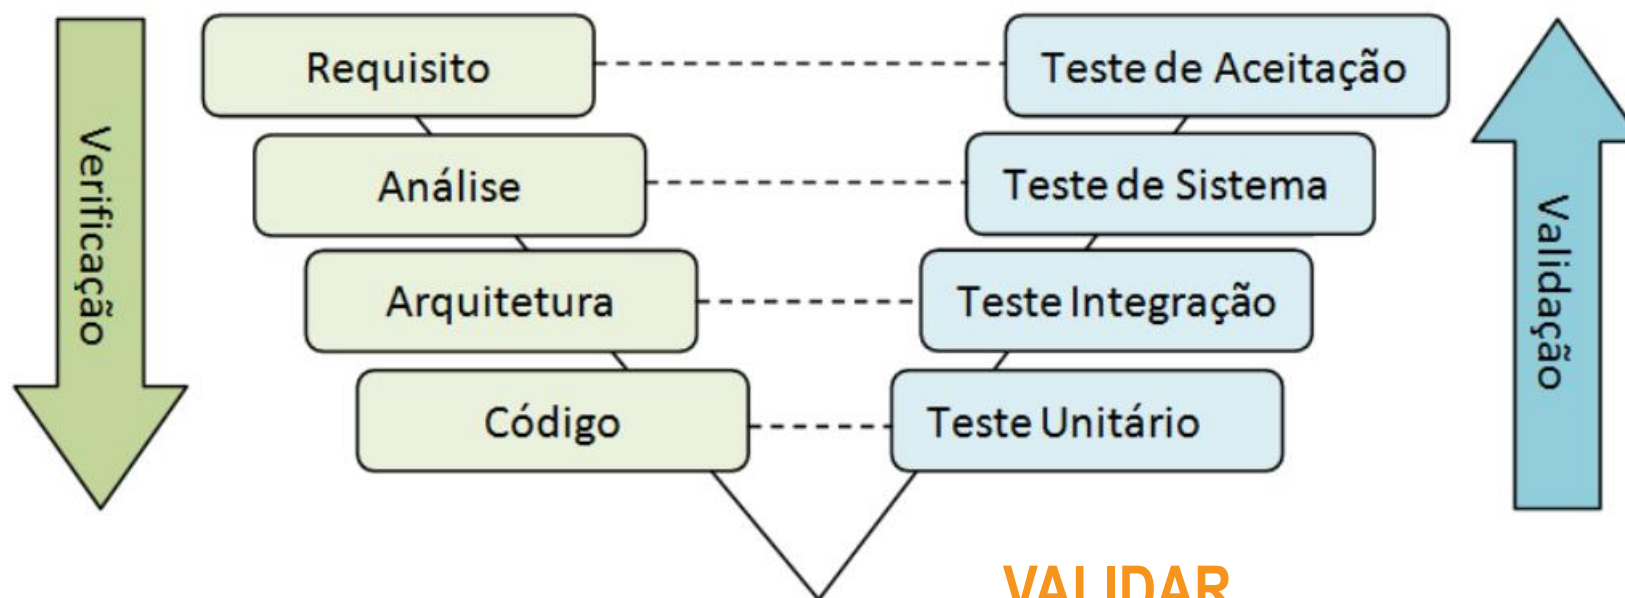 Requisito
Teste de Aceitação
Verificação
Análise
Teste de Sistema
Validação
Arquitetura
Teste Integração
Código
Teste Unitário
VALIDAR